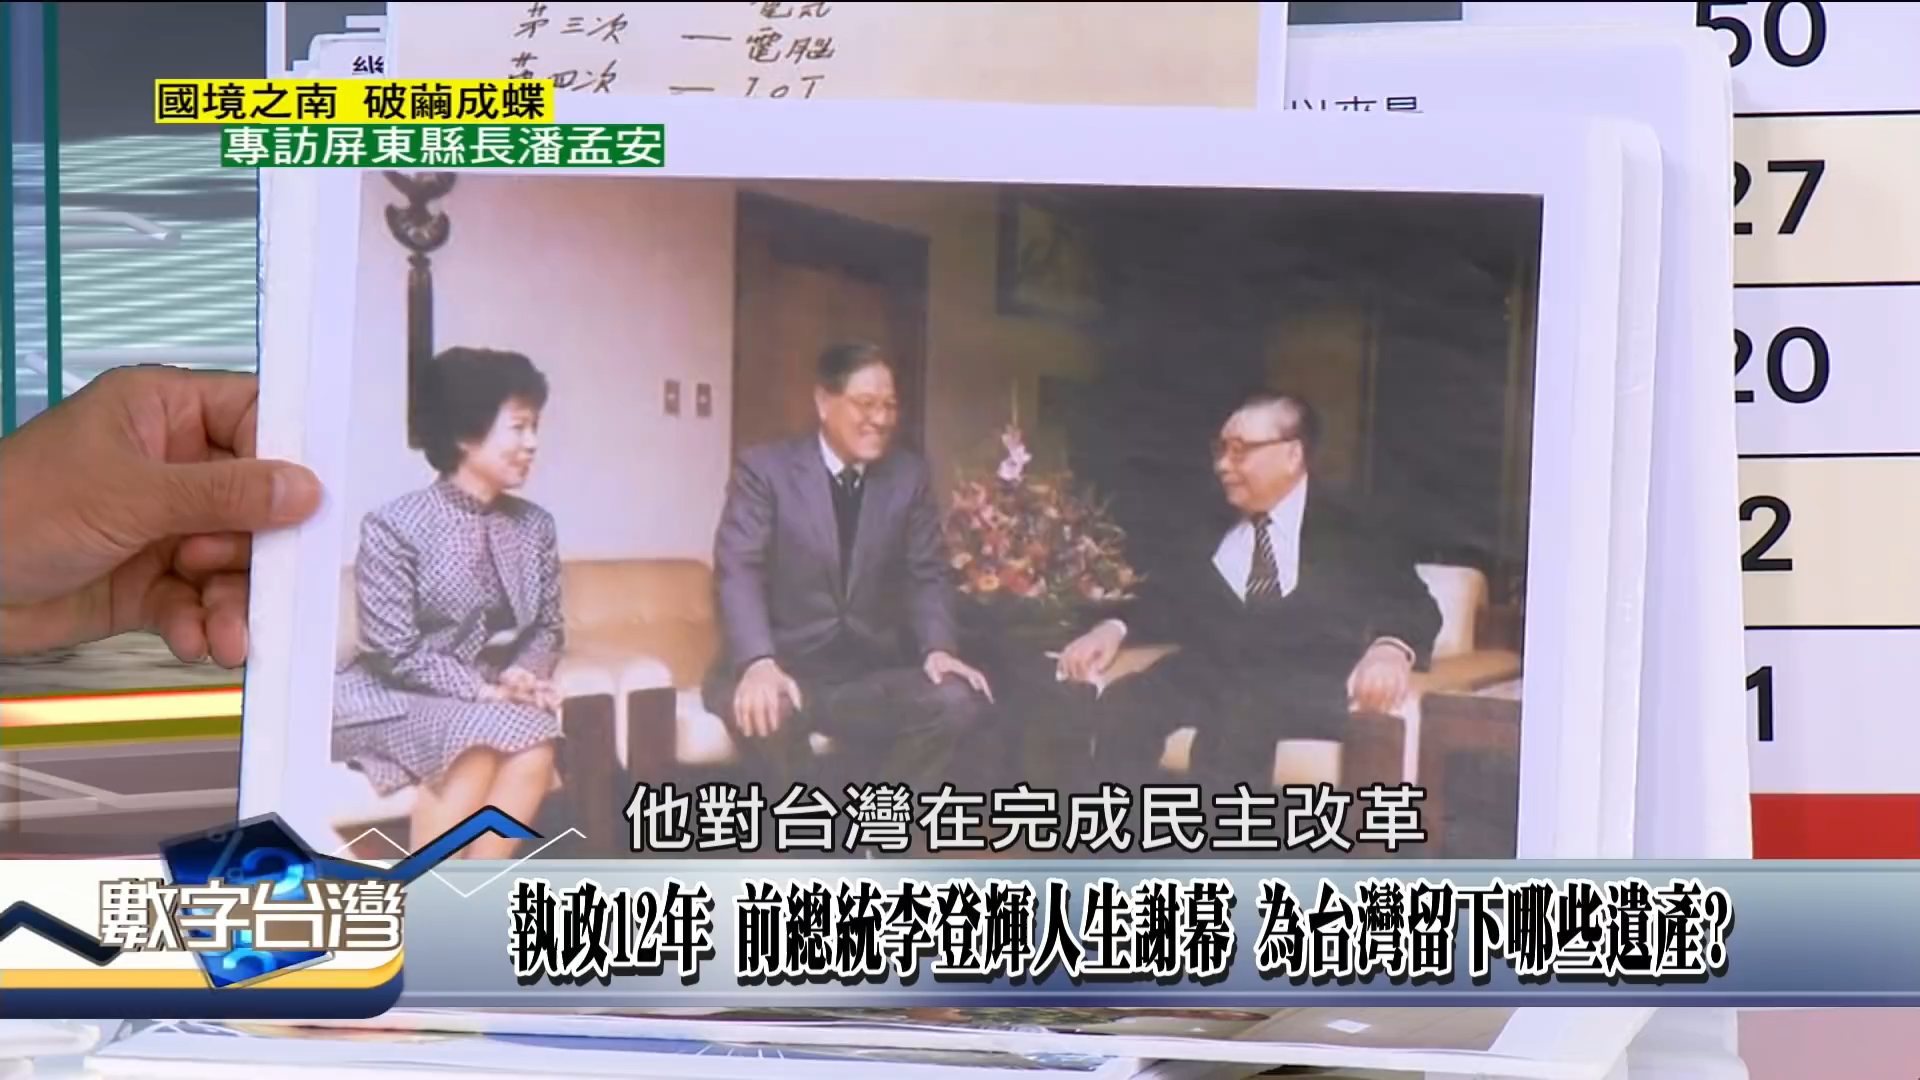 第三次 — 電腦
第四次 — IoT
50
國境之南 破繭成蝶
專訪屏東縣長潘孟安
27
20
2
1
他對台灣在完成民主改革
數字台灣
執政12年 前總統李登輝人生謝幕 為台灣留下哪些遺產?